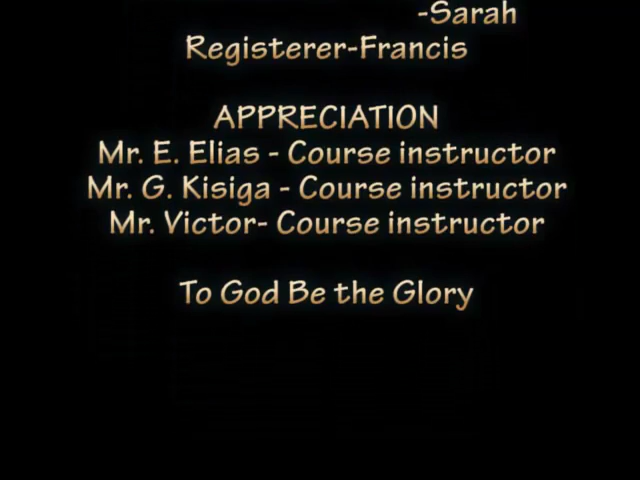 -Sarah
Registerer-Francis
APPRECIATION
Mr. E. Elias - Course instructor
Mr. G. Kisiga - Course instructor
Mr. Victor- Course instructor
To God Be the Glory